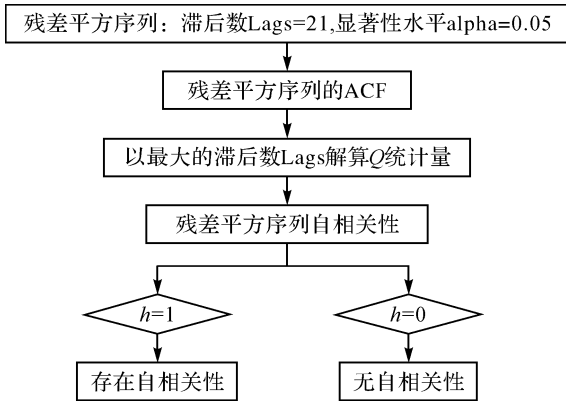 残差平方序列：滞后数Lags=21,显著性水平alpha=0.05
残差平方序列的ACF
以最大的滞后数Lags解算Q统计量
残差平方序列自相关性
h=1
h=0
存在自相关性
无自相关性